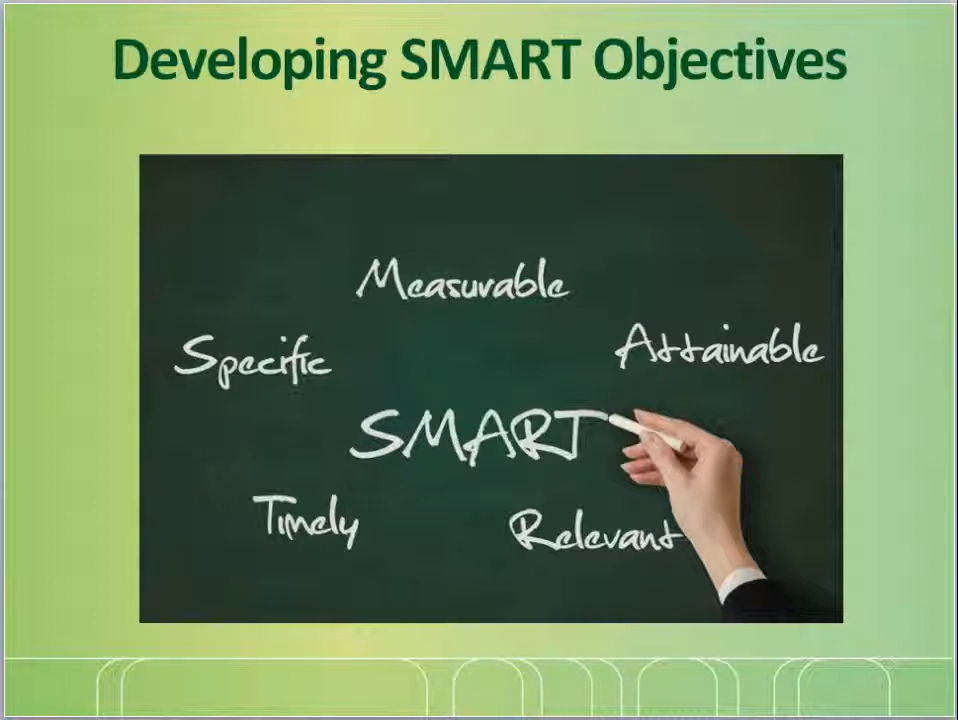 Developing SMART Objectives
Measurable
Specific
Attainable
SMART
Timely
Relevant